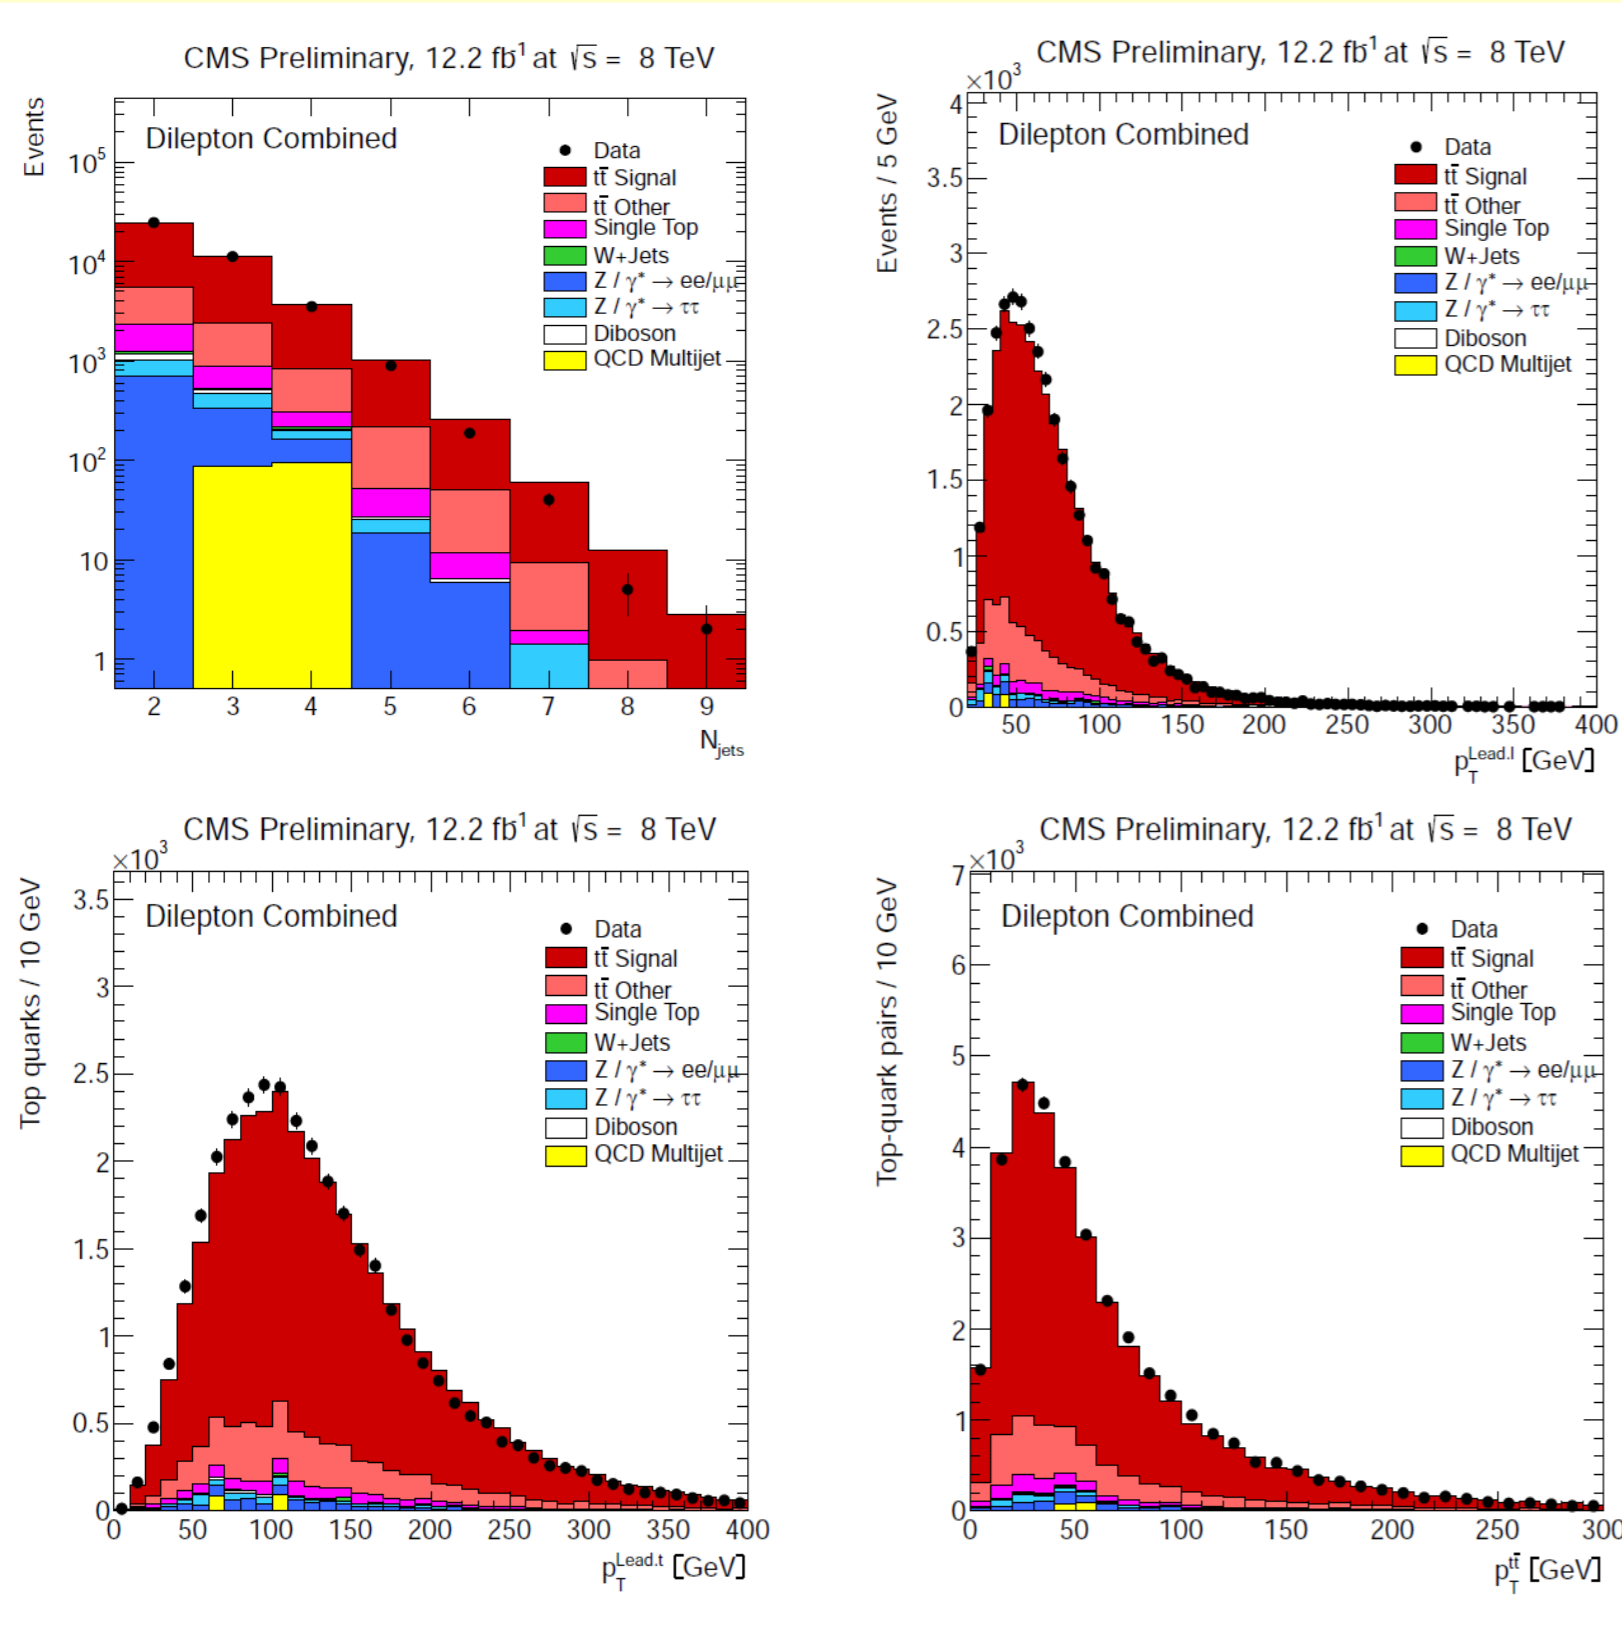 CMS Preliminary, 12.2 fb⁻¹ at √s = 8 TeV
Events
Dilepton Combined
Data
tt̄ Signal
tt̄ Other
Single Top
W+Jets
Z / γ* → ee/μμ
Z / γ* → ττ
Diboson
QCD Multijet
10⁵
10⁴
10³
10²
10
1
2 3 4 5 6 7 8 9
N_jets
CMS Preliminary, 12.2 fb⁻¹ at √s = 8 TeV
×10³
Events / 5 GeV
Dilepton Combined
Data
tt̄ Signal
tt̄ Other
Single Top
W+Jets
Z / γ* → ee/μμ
Z / γ* → ττ
Diboson
QCD Multijet
4
3.5
3
2.5
2
1.5
1
0.5
0
50 100 150 200 250 300 350 400
p_T^Lead.l [GeV]
CMS Preliminary, 12.2 fb⁻¹ at √s = 8 TeV
×10³
Top quarks / 10 GeV
Dilepton Combined
Data
tt̄ Signal
tt̄ Other
Single Top
W+Jets
Z / γ* → ee/μμ
Z / γ* → ττ
Diboson
QCD Multijet
3.5
3
2.5
2
1.5
1
0.5
0
0 50 100 150 200 250 300 350 400
p_T^Lead.t [GeV]
CMS Preliminary, 12.2 fb⁻¹ at √s = 8 TeV
×10³
Top-quark pairs / 10 GeV
Dilepton Combined
Data
tt̄ Signal
tt̄ Other
Single Top
W+Jets
Z / γ* → ee/μμ
Z / γ* → ττ
Diboson
QCD Multijet
7
6
5
4
3
2
1
0
0 50 100 150 200 250 300
p_T^tt̄ [GeV]